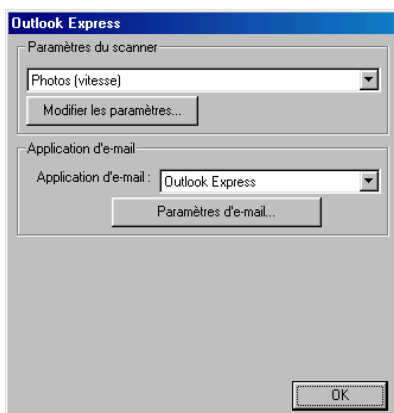 Outlook Express
Paramètres du scanner
Photos (vitesse)
Modifier les paramètres...
Application d'e-mail
Application d'e-mail : Outlook Express
Paramètres d'e-mail...
OK